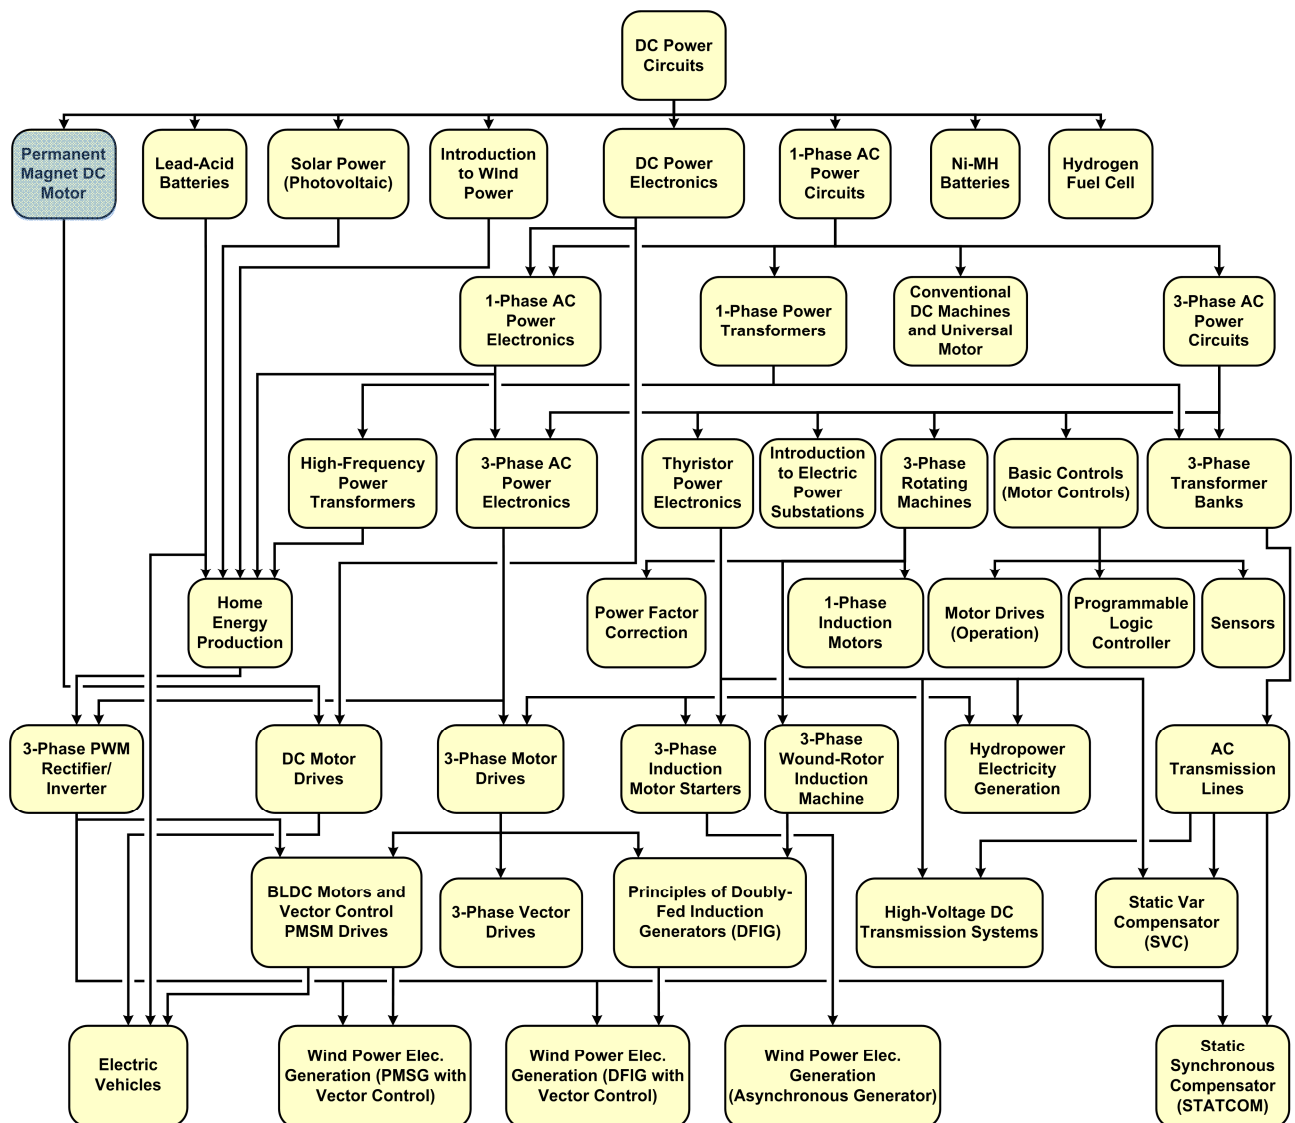 DC Power
Circuits
Permanent
Magnet DC
Motor
Lead-Acid
Batteries
Solar Power
(Photovoltaic)
Introduction
to WInd
Power
DC Power
Electronics
1-Phase AC
Power
Circuits
Ni-MH
Batteries
Hydrogen
Fuel Cell
1-Phase AC
Power
Electronics
1-Phase Power
Transformers
Conventional
DC Machines
and Universal
Motor
3-Phase AC
Power
Circuits
High-Frequency
Power
Transformers
3-Phase AC
Power
Electronics
Thyristor
Power
Electronics
Introduction
to Electric
Power
Substations
3-Phase
Rotating
Machines
Basic Controls
(Motor Controls)
3-Phase
Transformer
Banks
Home
Energy
Production
Power Factor
Correction
1-Phase
Induction
Motors
Motor Drives
(Operation)
Programmable
Logic
Controller
Sensors
3-Phase PWM
Rectifier/
Inverter
DC Motor
Drives
3-Phase Motor
Drives
3-Phase
Induction
Motor Starters
3-Phase
Wound-Rotor
Induction
Machine
Hydropower
Electricity
Generation
AC
Transmission
Lines
BLDC Motors and
Vector Control
PMSM Drives
3-Phase Vector
Drives
Principles of Doubly-
Fed Induction
Generators (DFIG)
High-Voltage DC
Transmission Systems
Static Var
Compensator
(SVC)
Electric
Vehicles
Wind Power Elec.
Generation (PMSG with
Vector Control)
Wind Power Elec.
Generation (DFIG with
Vector Control)
Wind Power Elec.
Generation
(Asynchronous Generator)
Static
Synchronous
Compensator
(STATCOM)